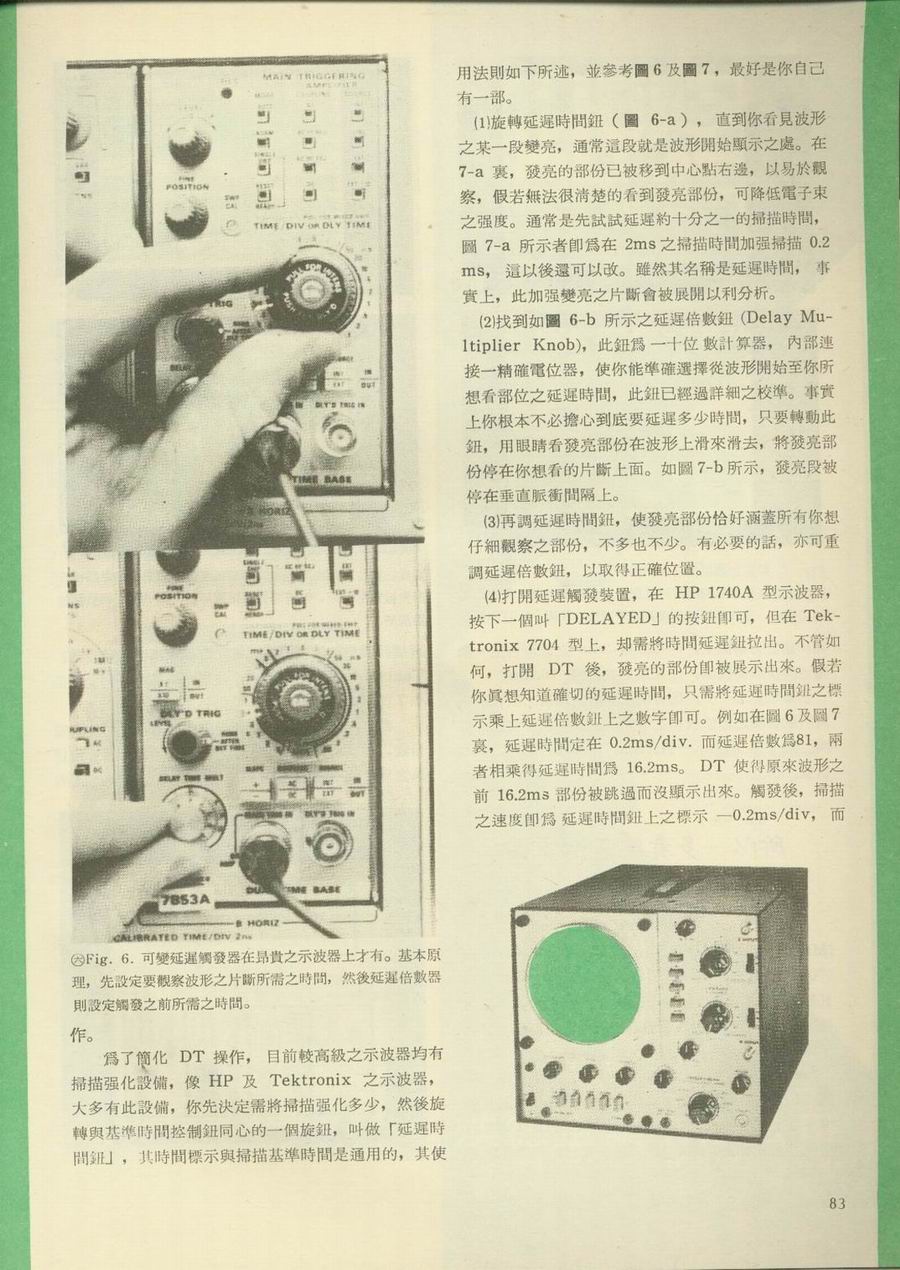 MAIN TRIGGERING
AMPLIFIER
FINE
POSITION
SWP
CAL
TIME/DIV OR DLY TIME
TRIG
DELAY
INT
EXT
IN
OUT
DLY'D TRIG IN
TIME BASE
B HORIZ
FINE
POSITION
SWP
CAL
TIME/DIV OR DLY TIME
MAG
IN
OUT
DLY'D TRIG
LEVEL
DELAY TIME MULT
AC
DC
INT
EXT
IN
OUT
MAIN TRIG IN
DLY'D TRIG IN
7B53A
B HORIZ
CALIBRATED TIME/DIV 2ns
㊅Fig. 6. 可變延遲觸發器在昻貴之示波器上才有。基本原
理，先設定要觀察波形之片斷所需之時間，然後延遲倍數器
則設定觸發之前所需之時間。
作。
爲了簡化 DT 操作， 目前較高級之示波器均有
掃描强化設備，像 HP 及 Tektronix 之示波器，
大多有此設備，你先決定需將掃描强化多少，然後旋
轉與基準時間控制鈕同心的一個旋鈕，叫做「延遲時
間鈕」，其時間標示與掃描基準時間是通用的，其使
用法則如下所述，並參考圖 6 及圖 7 ，最好是你自己
有一部。
⑴旋轉延遲時間鈕（ 圖 6-a ） ，直到你看見波形
之某一段變亮，通常這段就是波形開始顯示之處。在
7-a 裏，發亮的部份已被移到中心點右邊，以易於觀
察，假若無法很清楚的看到發亮部份，可降低電子束
之强度。通常是先試試延遲約十分之一的掃描時間，
圖 7-a 所示者卽爲在 2ms 之掃描時間加强掃描 0.2
ms， 這以後還可以改。雖然其名稱是延遲時間， 事
實上，此加强變亮之片斷會被展開以利分析。
⑵找到如圖 6-b 所示之延遲倍數鈕 (Delay Mu-
ltiplier Knob)，此鈕爲 一十位 數計算器， 內部連
接一精確電位器，使你能準確選擇從波形開始至你所
想看部位之延遲時間，此鈕已經過詳細之校準。事實
上你根本不必擔心到底要延遲多少時間，只要轉動此
鈕，用眼睛看發亮部份在波形上滑來滑去，將發亮部
份停在你想看的片斷上面。如圖 7-b 所示，發亮段被
停在垂直脈衝間隔上。
⑶再調延遲時間鈕，使發亮部份恰好涵蓋所有你想
仔細觀察之部份，不多也不少。有必要的話，亦可重
調延遲倍數鈕，以取得正確位置。
⑷打開延遲觸發裝置，在 HP 1740A 型示波器，
按下一個叫「DELAYED」的按鈕卽可，但在 Tek-
tronix 7704 型上，却需將時間延遲鈕拉出。不管如
何，打開 DT 後，發亮的部份卽被展示出來。假若
你眞想知道確切的延遲時間，只需將延遲時間鈕之標
示乘上延遲倍數鈕上之數字卽可。例如在圖 6 及圖 7
裏，延遲時間定在 0.2ms/div. 而延遲倍數爲81，兩
者相乘得延遲時間爲 16.2ms。 DT 使得原來波形之
前 16.2ms 部份被跳過而沒顯示出來。觸發後，掃描
之速度卽爲 延遲時間鈕上之標示 —0.2ms/div， 而
83